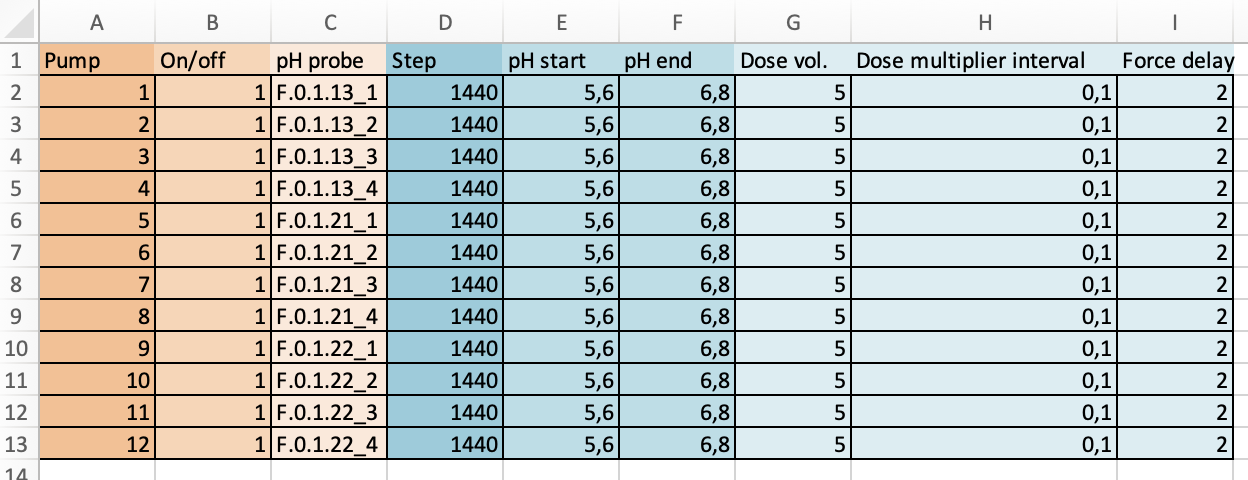 A B C D E F G H I
1 Pump On/off pH probe Step pH start pH end Dose vol. Dose multiplier interval Force delay
2 1 1 F.0.1.13_1 1440 5,6 6,8 5 0,1 2
3 2 1 F.0.1.13_2 1440 5,6 6,8 5 0,1 2
4 3 1 F.0.1.13_3 1440 5,6 6,8 5 0,1 2
5 4 1 F.0.1.13_4 1440 5,6 6,8 5 0,1 2
6 5 1 F.0.1.21_1 1440 5,6 6,8 5 0,1 2
7 6 1 F.0.1.21_2 1440 5,6 6,8 5 0,1 2
8 7 1 F.0.1.21_3 1440 5,6 6,8 5 0,1 2
9 8 1 F.0.1.21_4 1440 5,6 6,8 5 0,1 2
10 9 1 F.0.1.22_1 1440 5,6 6,8 5 0,1 2
11 10 1 F.0.1.22_2 1440 5,6 6,8 5 0,1 2
12 11 1 F.0.1.22_3 1440 5,6 6,8 5 0,1 2
13 12 1 F.0.1.22_4 1440 5,6 6,8 5 0,1 2
14